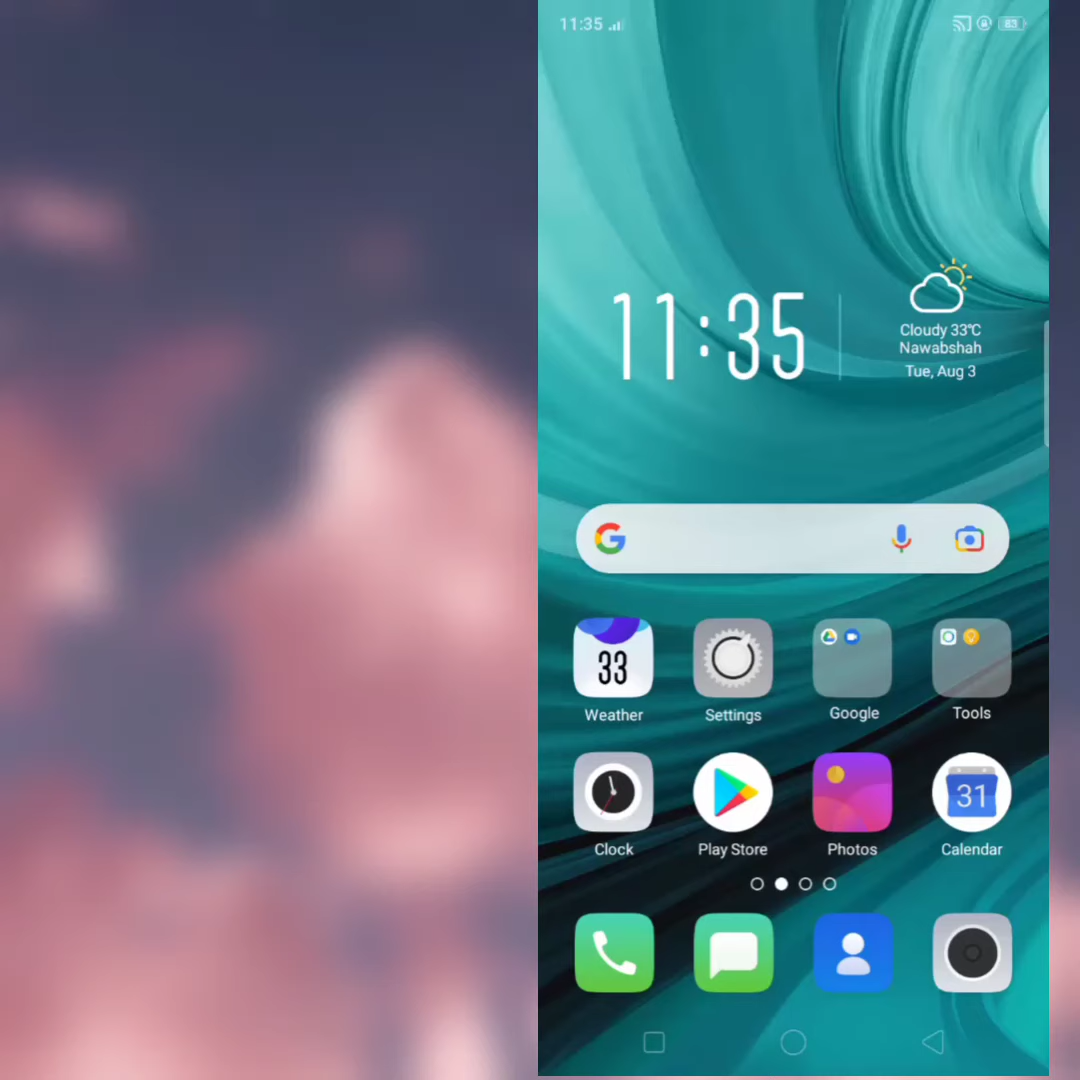 11:35
83
11:35
Cloudy 33°C
Nawabshah
Tue, Aug 3
33
Weather
Settings
Google
Tools
31
Clock
Play Store
Photos
Calendar